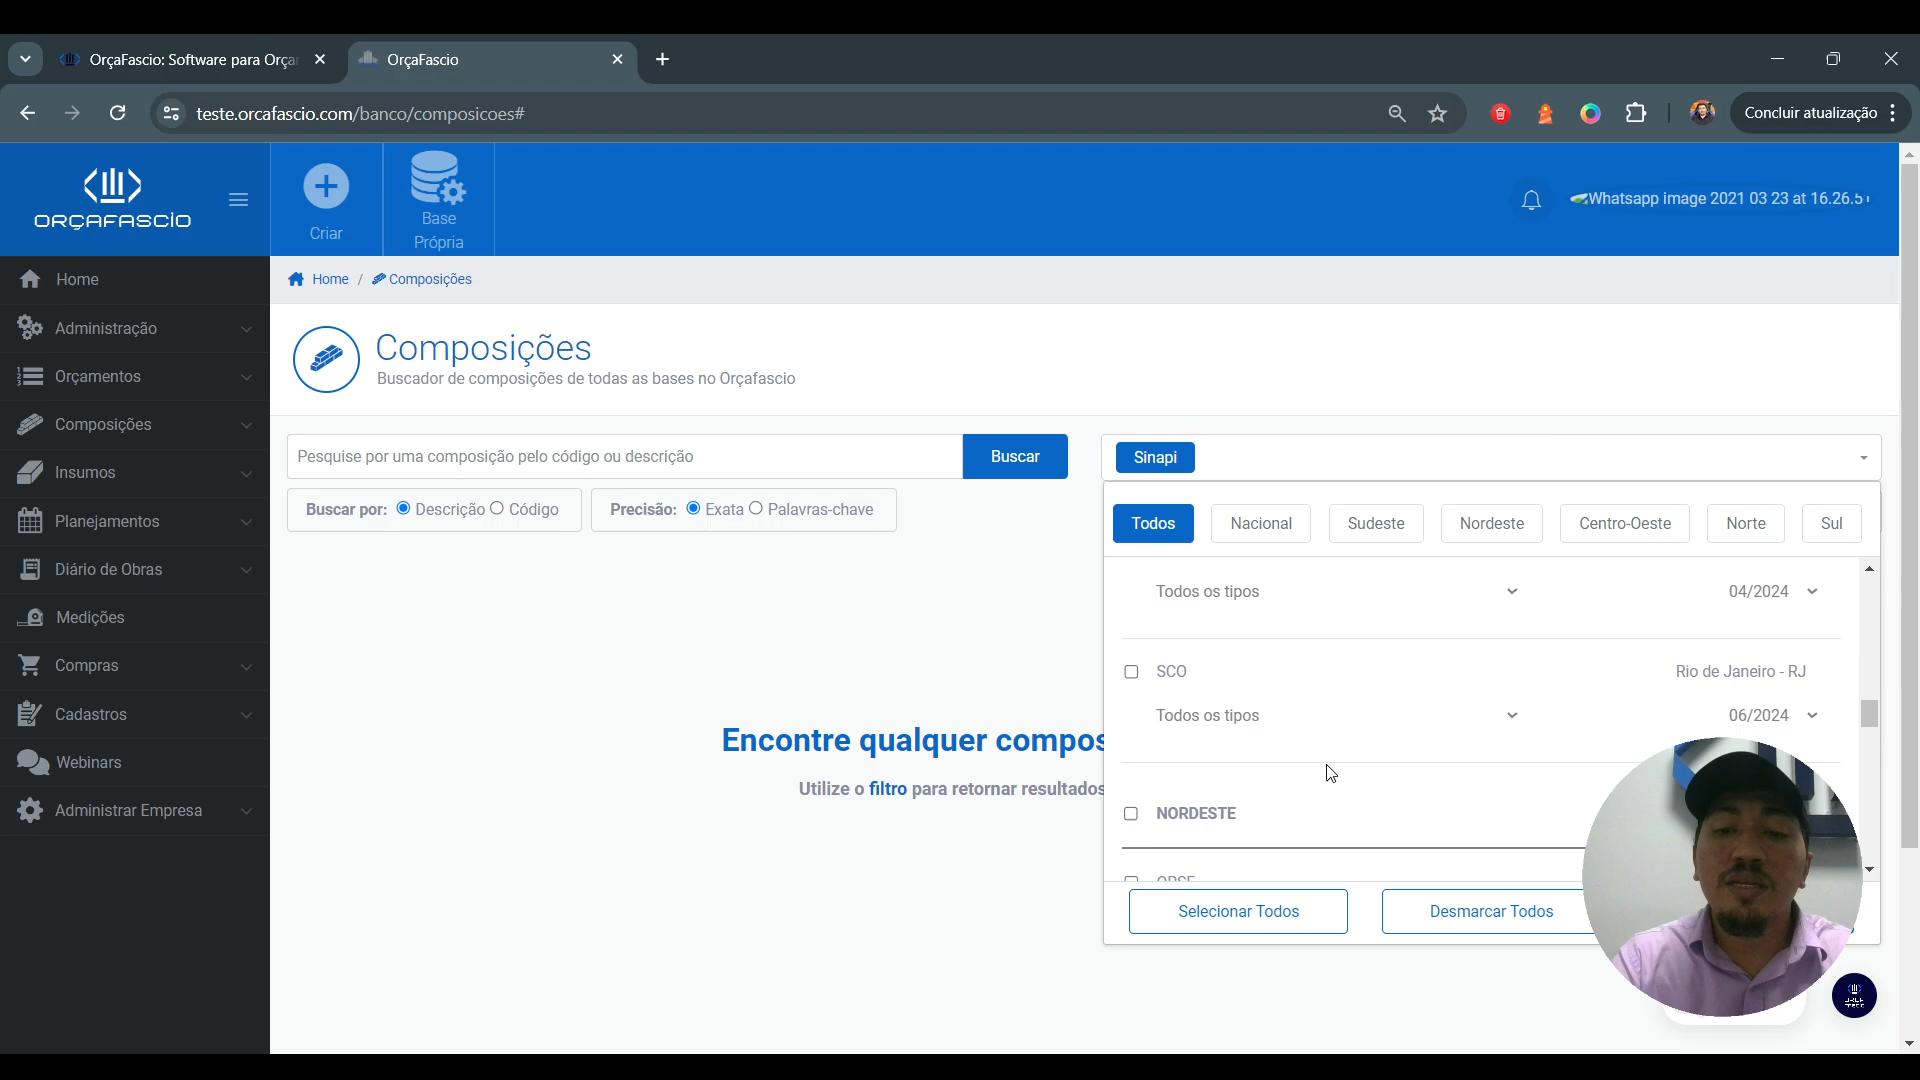 OrçaFascio: Software para Orça
OrçaFascio
teste.orcafascio.com/banco/composicoes#
Concluir atualização
ORÇAFASCIO
Criar
Base
Própria
Whatsapp image 2021 03 23 at 16.26.5
Home
Administração
Orçamentos
Composições
Insumos
Planejamentos
Diário de Obras
Medições
Compras
Cadastros
Webinars
Administrar Empresa
Home / Composições
Composições
Buscador de composições de todas as bases no Orçafascio
Pesquise por uma composição pelo código ou descrição
Buscar
Buscar por: Descrição Código
Precisão: Exata Palavras-chave
Encontre qualquer compos
Utilize o filtro para retornar resultados
Sinapi
Todos Nacional Sudeste Nordeste Centro-Oeste Norte Sul
Todos os tipos 04/2024
SCO Rio de Janeiro - RJ
Todos os tipos 06/2024
NORDESTE
ORSE
Selecionar Todos Desmarcar Todos